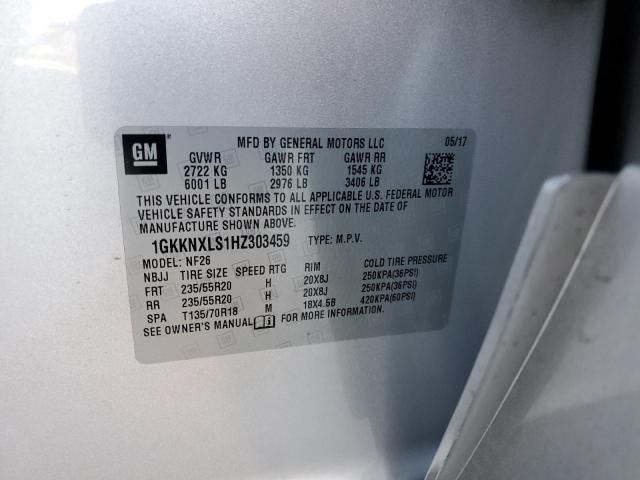 GM
MFD BY GENERAL MOTORS LLC 05/17
GVWR GAWR FRT GAWR RR
2722 KG 1350 KG 1545 KG
6001 LB 2976 LB 3406 LB
THIS VEHICLE CONFORMS TO ALL APPLICABLE U.S. FEDERAL MOTOR
VEHICLE SAFETY STANDARDS IN EFFECT ON THE DATE OF
MANUFACTURE SHOWN ABOVE.
1GKKNXLS1HZ303459 TYPE: M.P.V.
MODEL: NF26
NBJJ TIRE SIZE SPEED RTG RIM COLD TIRE PRESSURE
FRT 235/55R20 H 20X8J 250KPA(36PSI)
RR 235/55R20 H 20X8J 250KPA(36PSI)
SPA T135/70R18 M 18X4.5B 420KPA(60PSI)
SEE OWNER'S MANUAL FOR MORE INFORMATION.